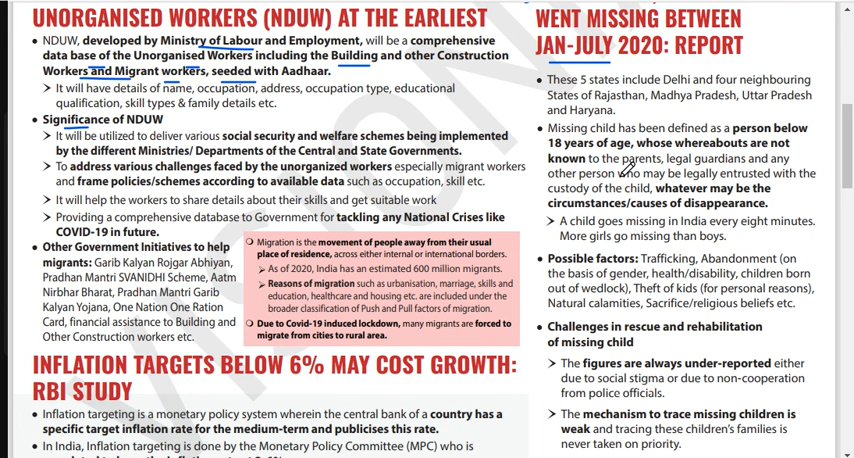 UNORGANISED WORKERS (NDUW) AT THE EARLIEST
• NDUW, developed by Ministry of Labour and Employment, will be a comprehensive
data base of the Unorganised Workers including the Building and other Construction
Workers and Migrant workers, seeded with Aadhaar.
➢ It will have details of name, occupation, address, occupation type, educational
qualification, skill types & family details etc.
• Significance of NDUW
➢ It will be utilized to deliver various social security and welfare schemes being implemented
by the different Ministries/ Departments of the Central and State Governments.
➢ To address various challenges faced by the unorganized workers especially migrant workers
and frame policies/schemes according to available data such as occupation, skill etc.
➢ It will help the workers to share details about their skills and get suitable work
➢ Providing a comprehensive database to Government for tackling any National Crises like
COVID-19 in future.
• Other Government Initiatives to help
migrants: Garib Kalyan Rojgar Abhiyan,
Pradhan Mantri SVANIDHI Scheme, Aatm
Nirbhar Bharat, Pradhan Mantri Garib
Kalyan Yojana, One Nation One Ration
Card, financial assistance to Building and
Other Construction workers etc.
Migration is the movement of people away from their usual
place of residence, across either internal or international borders.
➢ As of 2020, India has an estimated 600 million migrants.
➢ Reasons of migration such as urbanisation, marriage, skills and
education, healthcare and housing etc. are included under the
broader classification of Push and Pull factors of migration.
Due to Covid-19 induced lockdown, many migrants are forced to
migrate from cities to rural area.
INFLATION TARGETS BELOW 6% MAY COST GROWTH:
RBI STUDY
• Inflation targeting is a monetary policy system wherein the central bank of a country has a
specific target inflation rate for the medium-term and publicises this rate.
• In India, Inflation targeting is done by the Monetary Policy Committee (MPC) who is
WENT MISSING BETWEEN
JAN-JULY 2020: REPORT
• These 5 states include Delhi and four neighbouring
States of Rajasthan, Madhya Pradesh, Uttar Pradesh
and Haryana.
• Missing child has been defined as a person below
18 years of age, whose whereabouts are not
known to the parents, legal guardians and any
other person who may be legally entrusted with the
custody of the child, whatever may be the
circumstances/causes of disappearance.
➢ A child goes missing in India every eight minutes.
More girls go missing than boys.
• Possible factors: Trafficking, Abandonment (on
the basis of gender, health/disability, children born
out of wedlock), Theft of kids (for personal reasons),
Natural calamities, Sacrifice/religious beliefs etc.
• Challenges in rescue and rehabilitation
of missing child
➢ The figures are always under-reported either
due to social stigma or due to non-cooperation
from police officials.
➢ The mechanism to trace missing children is
weak and tracing these children's families is
never taken on priority.